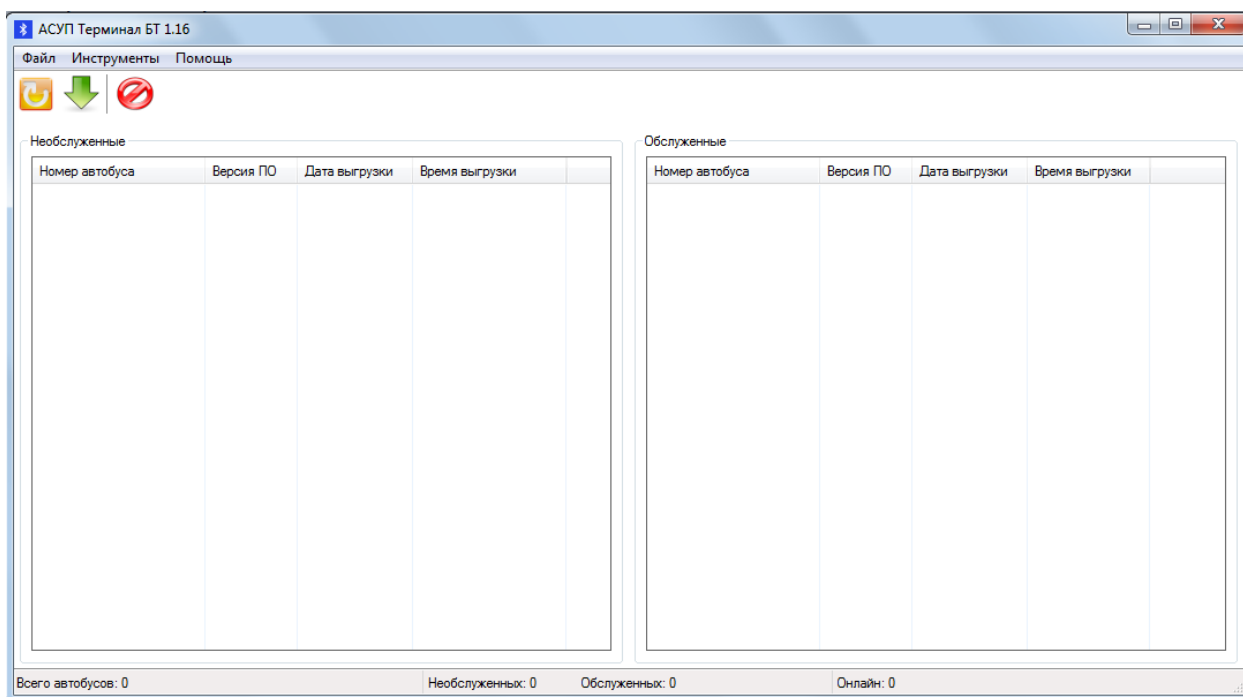 АСУП Терминал БТ 1.16
Файл Инструменты Помощь
Необслуженные Обслуженные
Номер автобуса Версия ПО Дата выгрузки Время выгрузки Номер автобуса Версия ПО Дата выгрузки Время выгрузки
Всего автобусов: 0 Необслуженных: 0 Обслуженных: 0 Онлайн: 0